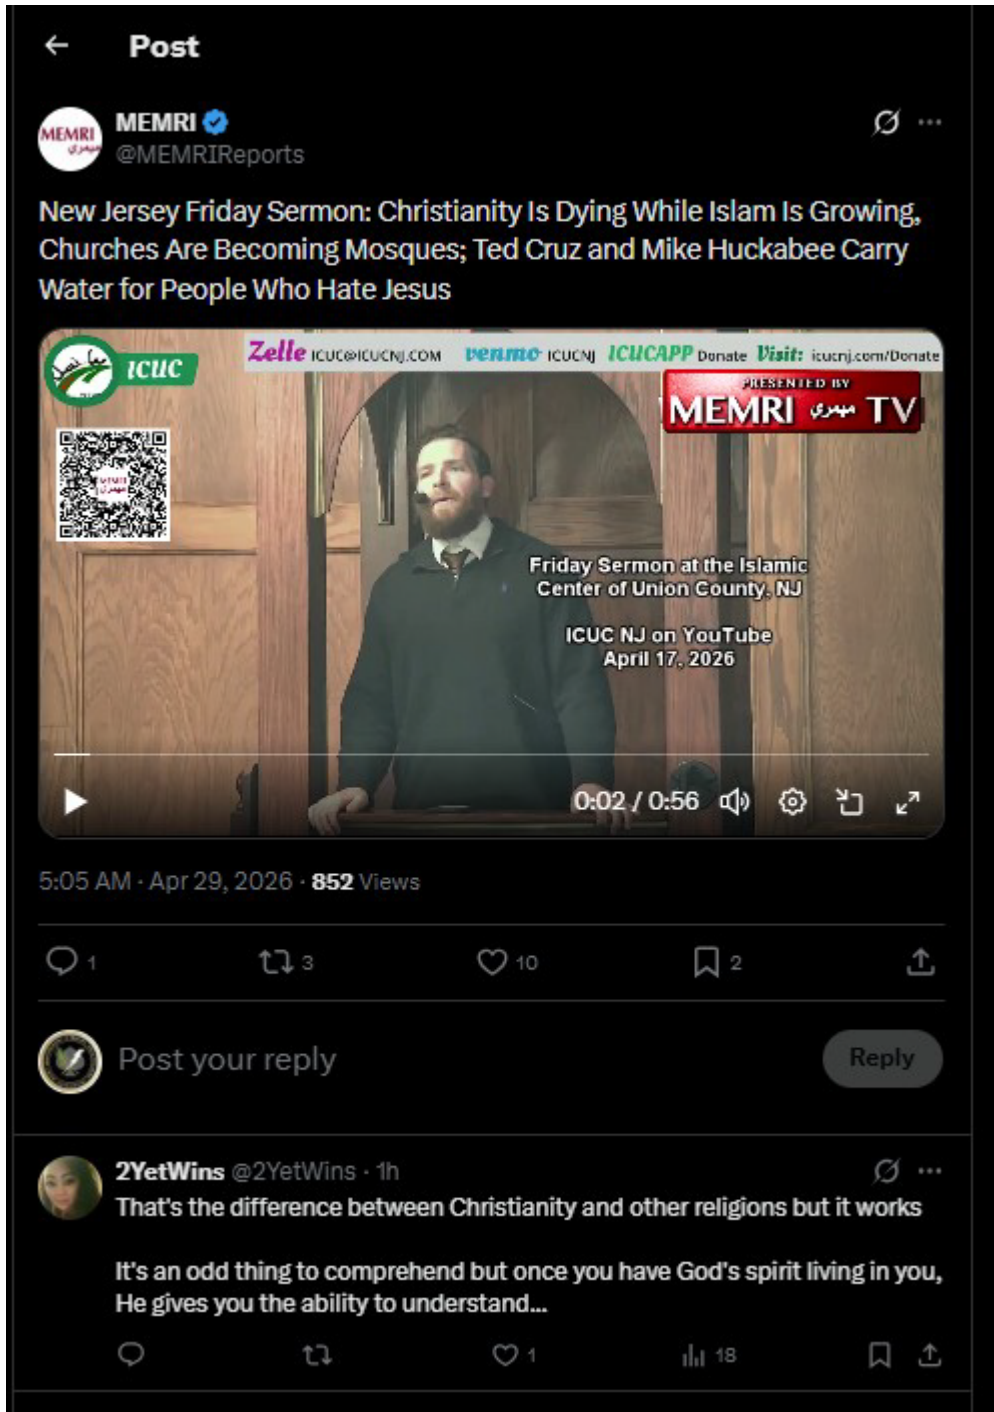 Post
MEMRI
@MEMRIReports
MEMRI
ميمري
New Jersey Friday Sermon: Christianity Is Dying While Islam Is Growing,
Churches Are Becoming Mosques; Ted Cruz and Mike Huckabee Carry
Water for People Who Hate Jesus
ICUC
Zelle ICUC@ICUCNJ.COM venmo ICUCNJ ICUCAPP Donate Visit: icucnj.com/Donate
PRESENTED BY
MEMRI ميمري TV
MEMRI
Friday Sermon at the Islamic
Center of Union County, NJ
ICUC NJ on YouTube
April 17, 2026
0:02 / 0:56
5:05 AM · Apr 29, 2026 · 852 Views
1 3 10 2
Post your reply
Reply
2YetWins @2YetWins · 1h
That's the difference between Christianity and other religions but it works
It's an odd thing to comprehend but once you have God's spirit living in you,
He gives you the ability to understand...
1 18